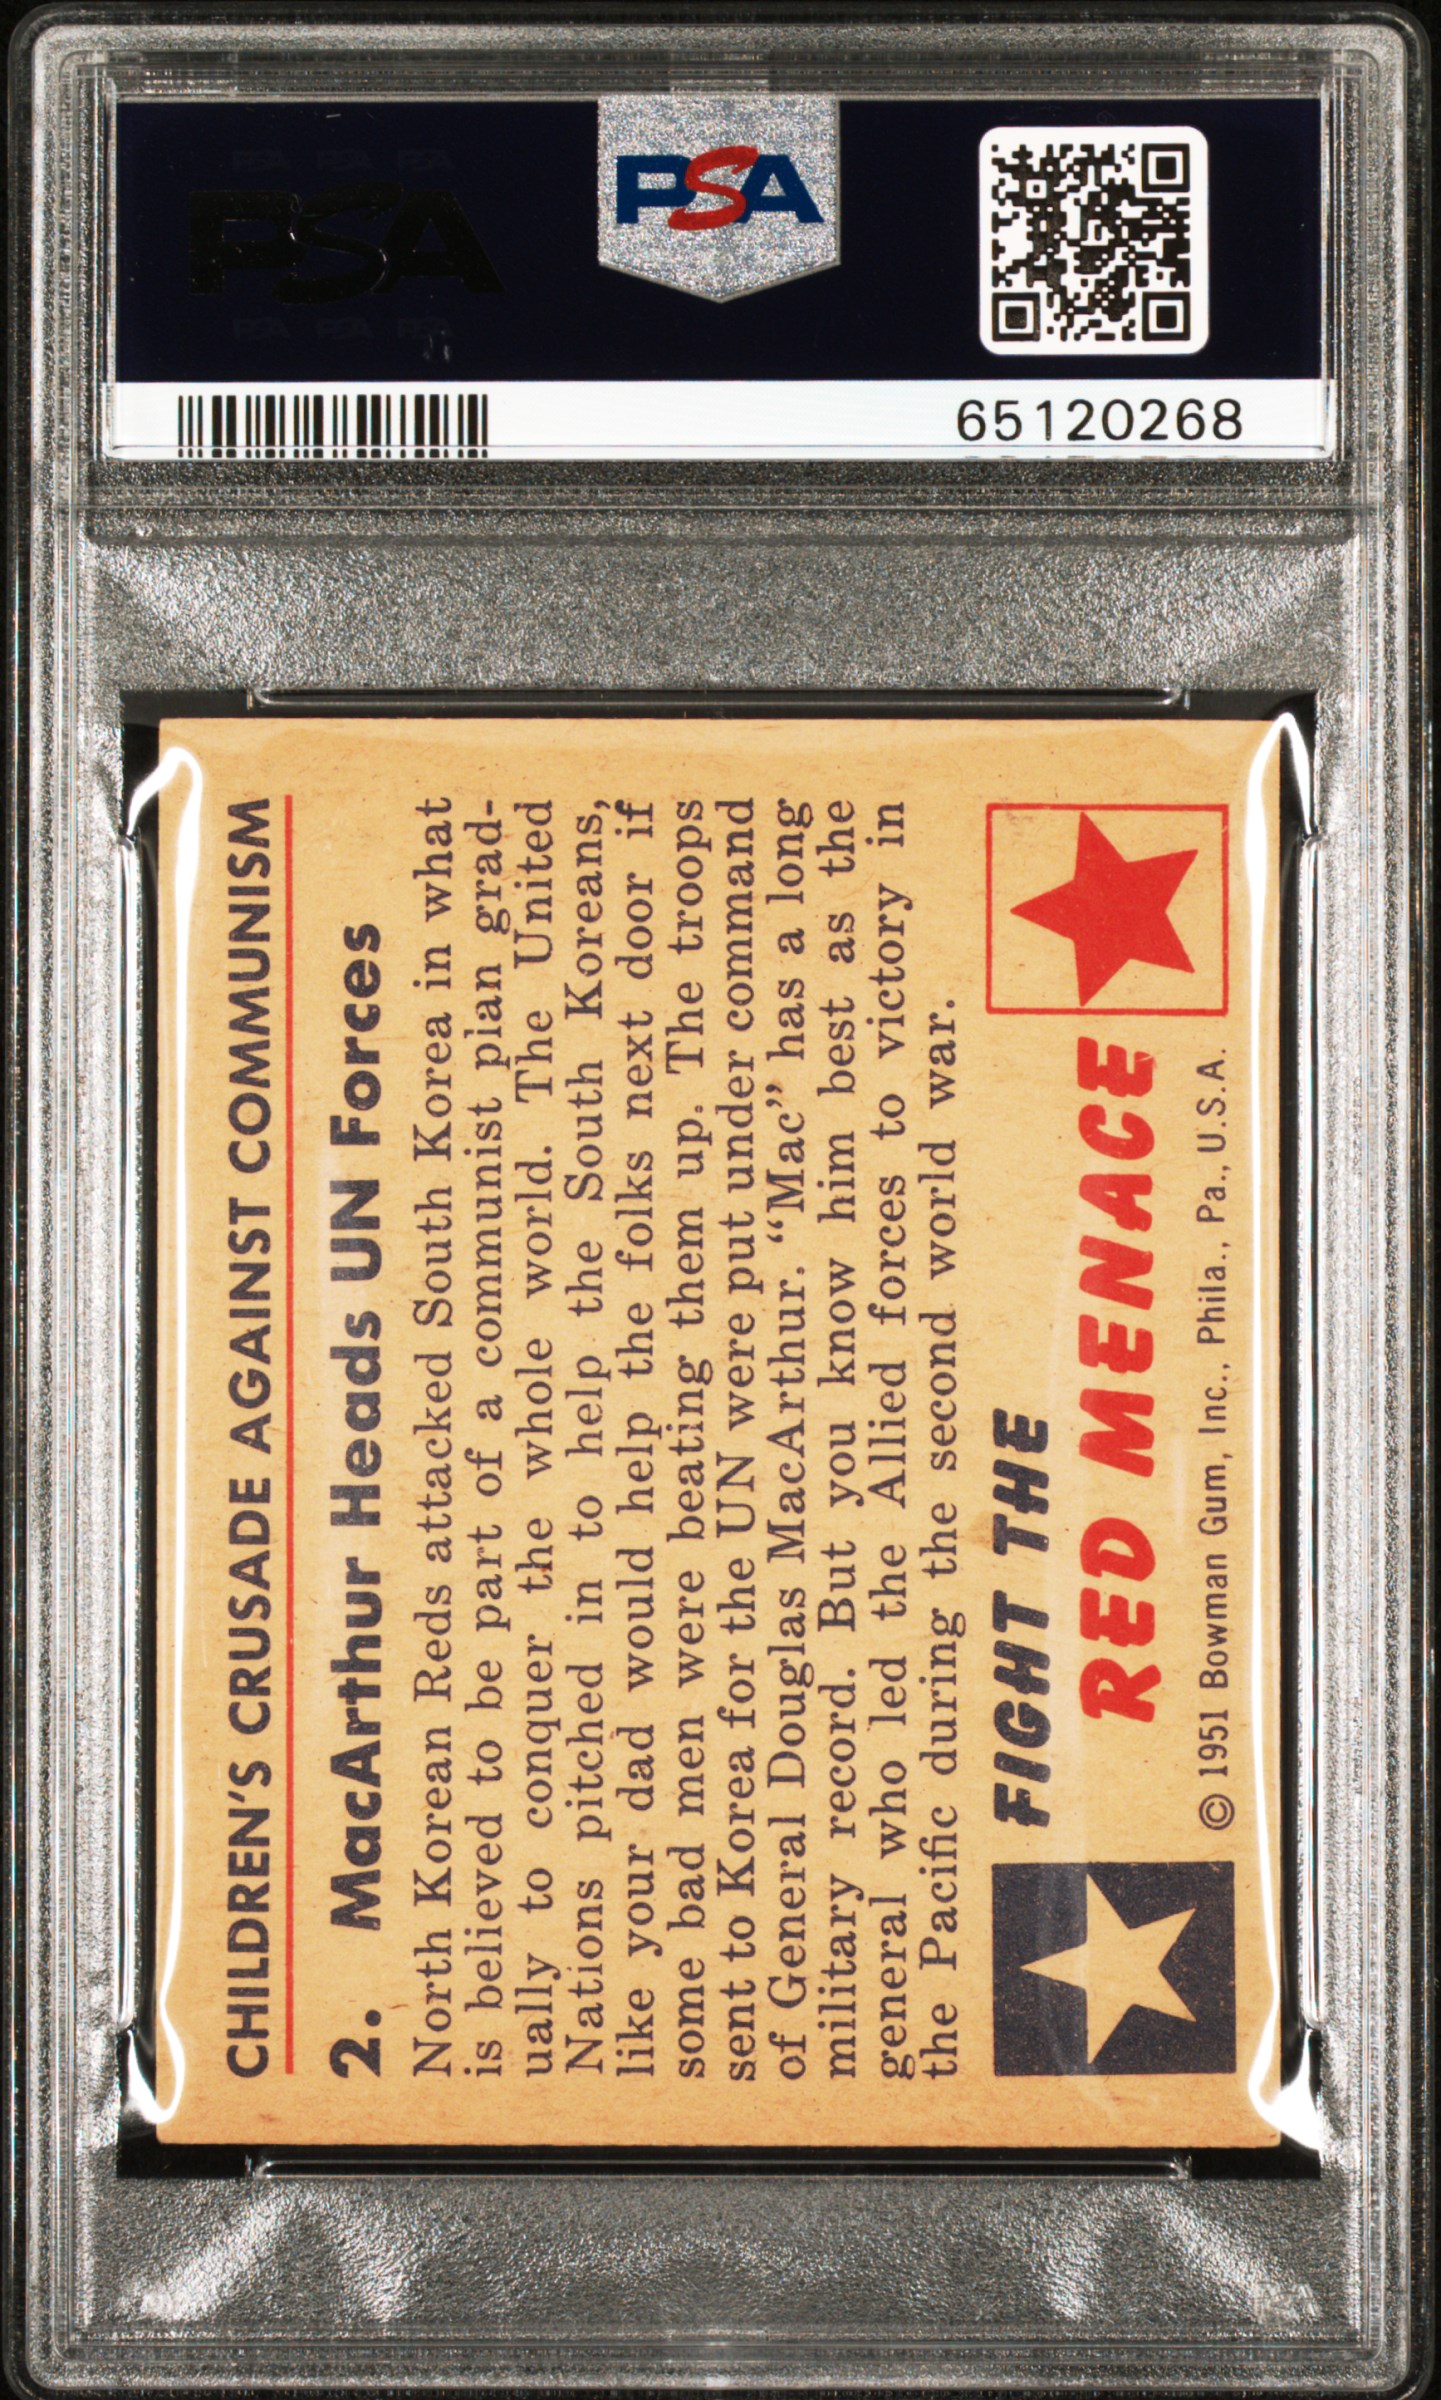 PSA
PSA
65120268
CHILDREN'S CRUSADE AGAINST COMMUNISM
2. MacArthur Heads UN Forces
North Korean Reds attacked South Korea in what
is believed to be part of a communist plan grad-
ually to conquer the whole world. The United
Nations pitched in to help the South Koreans,
like your dad would help the folks next door if
some bad men were beating them up. The troops
sent to Korea for the UN were put under command
of General Douglas MacArthur. “Mac” has a long
military record. But you know him best as the
general who led the Allied forces to victory in
the Pacific during the second world war.
FIGHT THE
RED MENACE
© 1951 Bowman Gum, Inc., Phila., Pa., U.S.A.